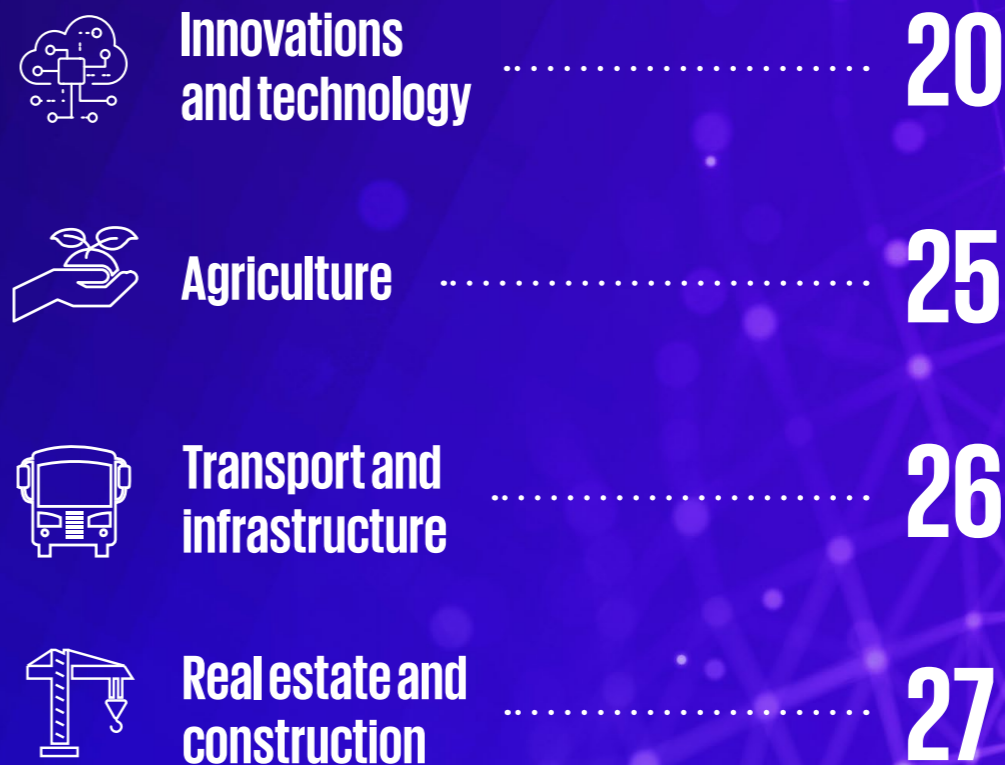 Innovations
and technology ........................ 20
Agriculture ........................ 25
Transport and
infrastructure ........................ 26
Real estate and
construction ........................ 27